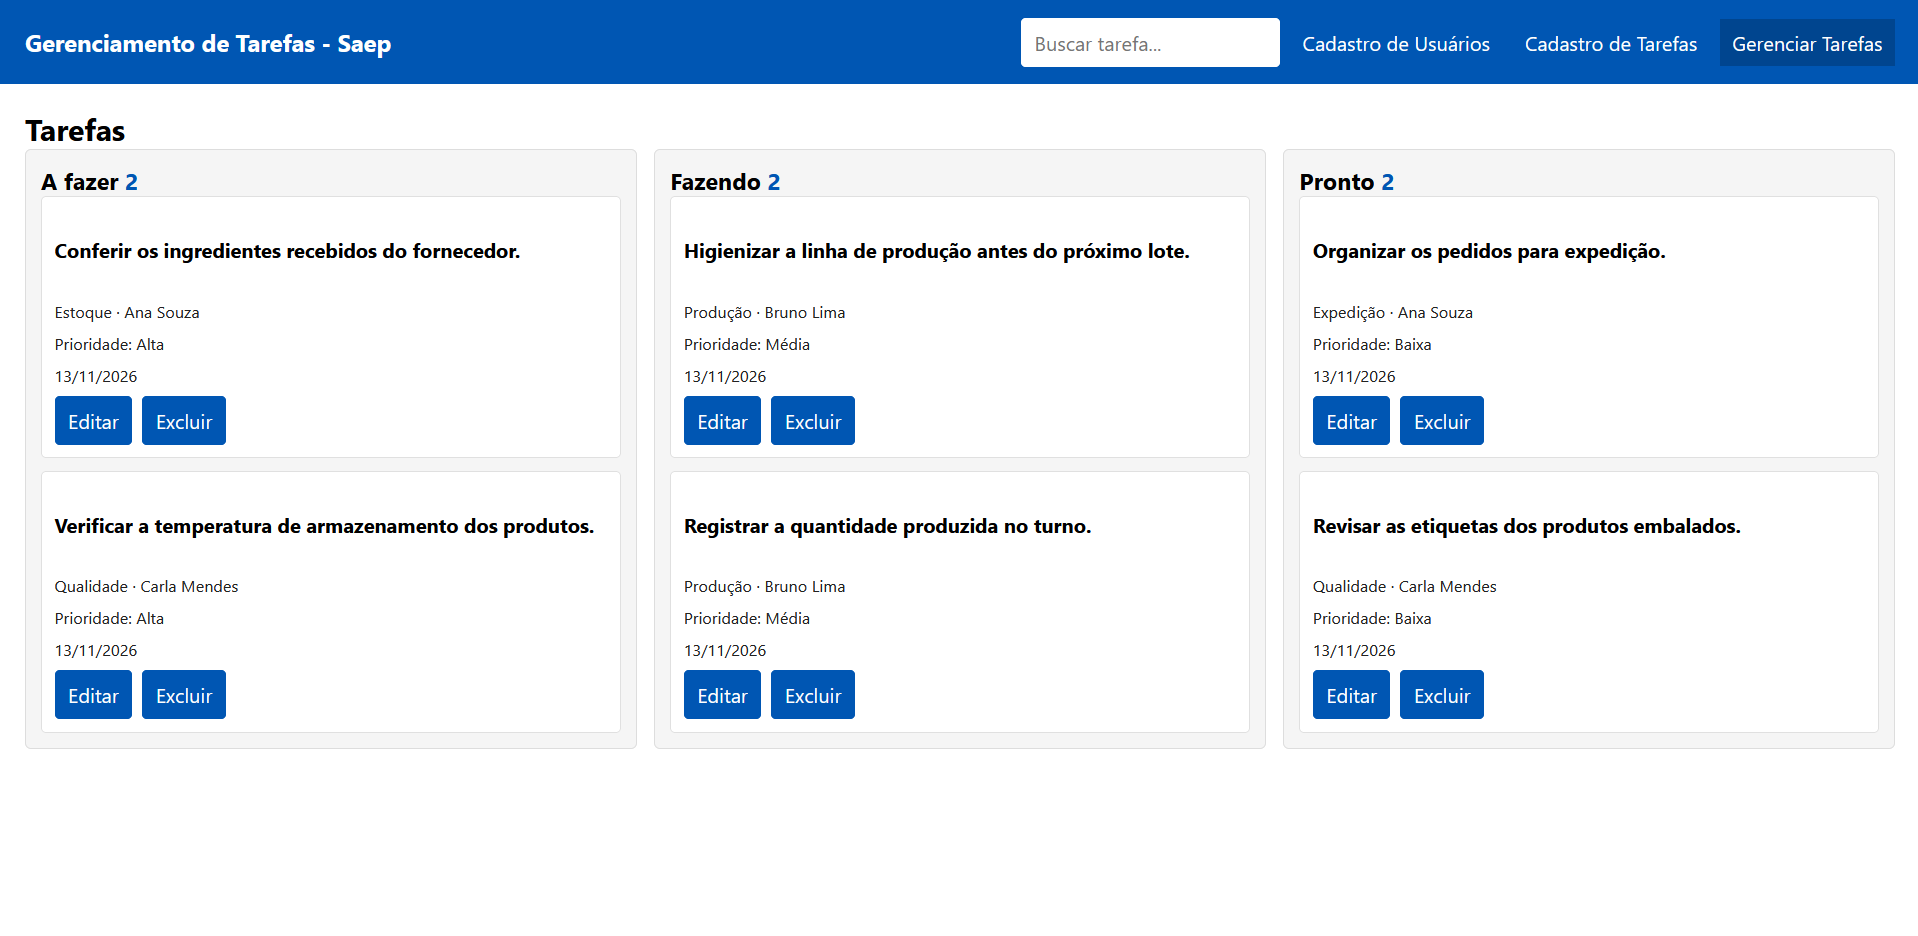 Gerenciamento de Tarefas - Saep
Buscar tarefa...
Cadastro de Usuários
Cadastro de Tarefas
Gerenciar Tarefas
Tarefas
A fazer 2
Conferir os ingredientes recebidos do fornecedor.
Estoque · Ana Souza
Prioridade: Alta
13/11/2026
Editar Excluir
Verificar a temperatura de armazenamento dos produtos.
Qualidade · Carla Mendes
Prioridade: Alta
13/11/2026
Editar Excluir
Fazendo 2
Higienizar a linha de produção antes do próximo lote.
Produção · Bruno Lima
Prioridade: Média
13/11/2026
Editar Excluir
Registrar a quantidade produzida no turno.
Produção · Bruno Lima
Prioridade: Média
13/11/2026
Editar Excluir
Pronto 2
Organizar os pedidos para expedição.
Expedição · Ana Souza
Prioridade: Baixa
13/11/2026
Editar Excluir
Revisar as etiquetas dos produtos embalados.
Qualidade · Carla Mendes
Prioridade: Baixa
13/11/2026
Editar Excluir